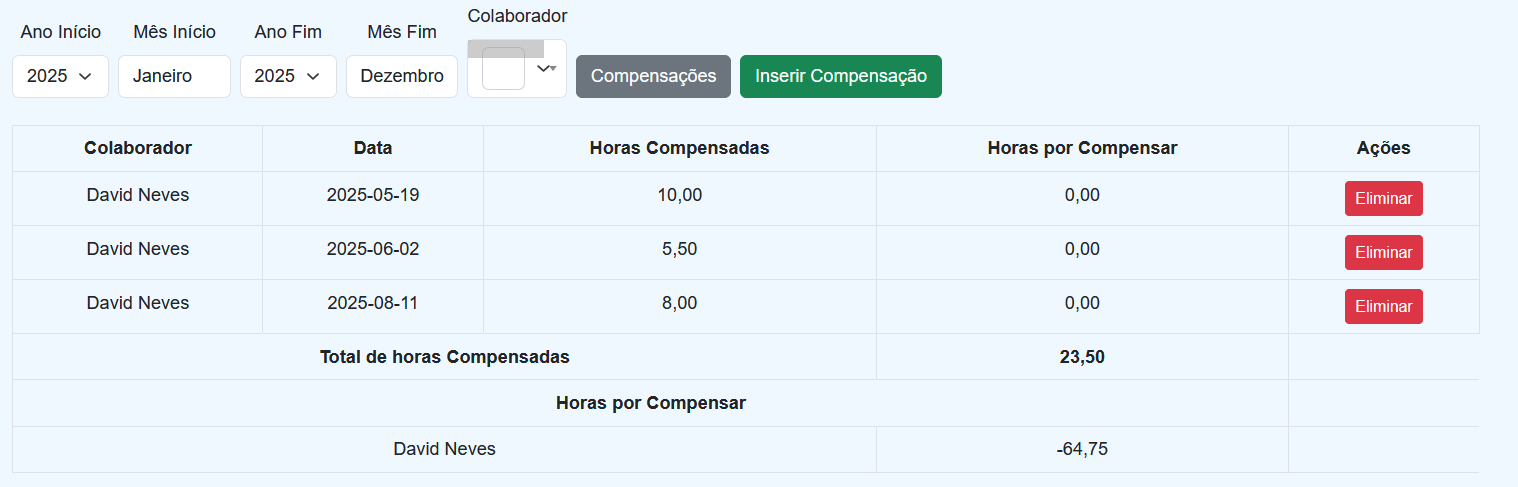 Ano Início Mês Início Ano Fim Mês Fim Colaborador
2025 Janeiro 2025 Dezembro Compensações Inserir Compensação
Colaborador Data Horas Compensadas Horas por Compensar Ações
David Neves 2025-05-19 10,00 0,00 Eliminar
David Neves 2025-06-02 5,50 0,00 Eliminar
David Neves 2025-08-11 8,00 0,00 Eliminar
Total de horas Compensadas 23,50
Horas por Compensar
David Neves -64,75